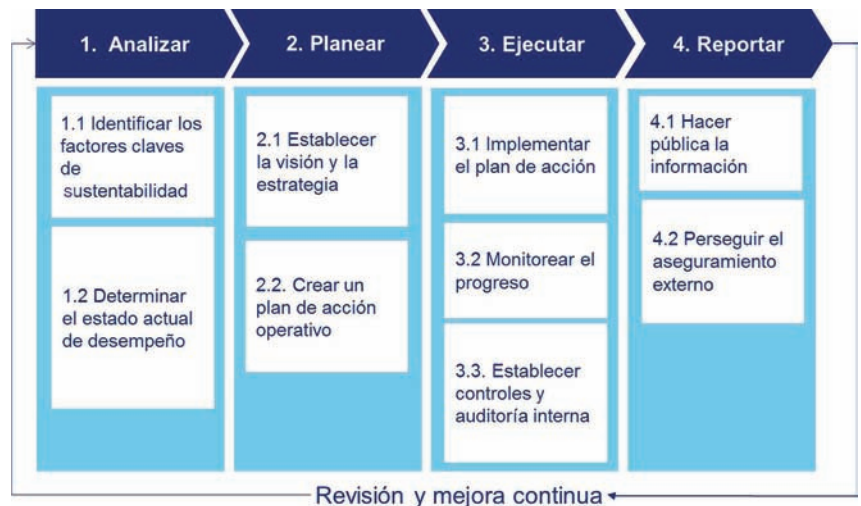 1. Analizar
2. Planear
3. Ejecutar
4. Reportar
1.1 Identificar los
factores claves
de
sustentabilidad
1.2 Determinar
el estado actual
de desempeño
2.1 Establecer
la visión y la
estrategia
2.2. Crear un
plan de acción
operativo
3.1 Implementar
el plan de acción
3.2 Monitorear el
progreso
3.3. Establecer
controles y
auditoría interna
4.1 Hacer
pública la
información
4.2 Perseguir el
aseguramiento
externo
Revisión y mejora continua